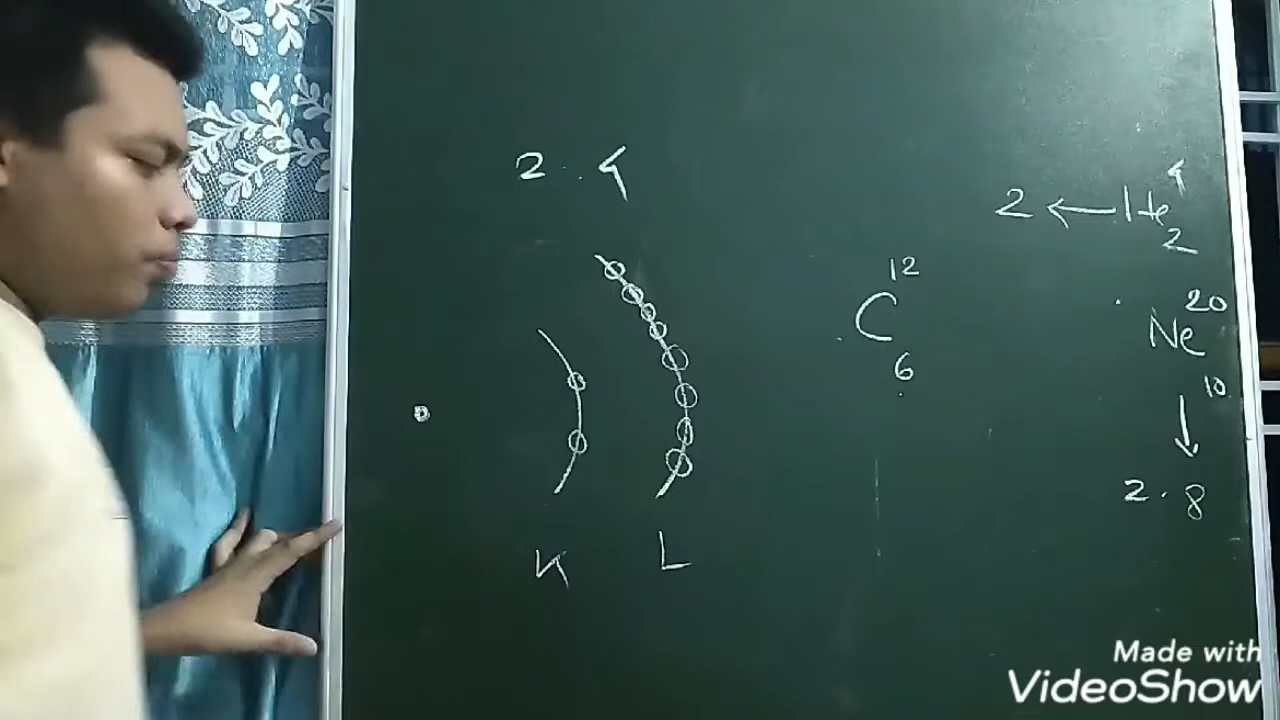 2 . 4
2 ← He 4 2
C 12 6
Ne 20 10
↓
2 . 8
K L
Made with
VideoShow